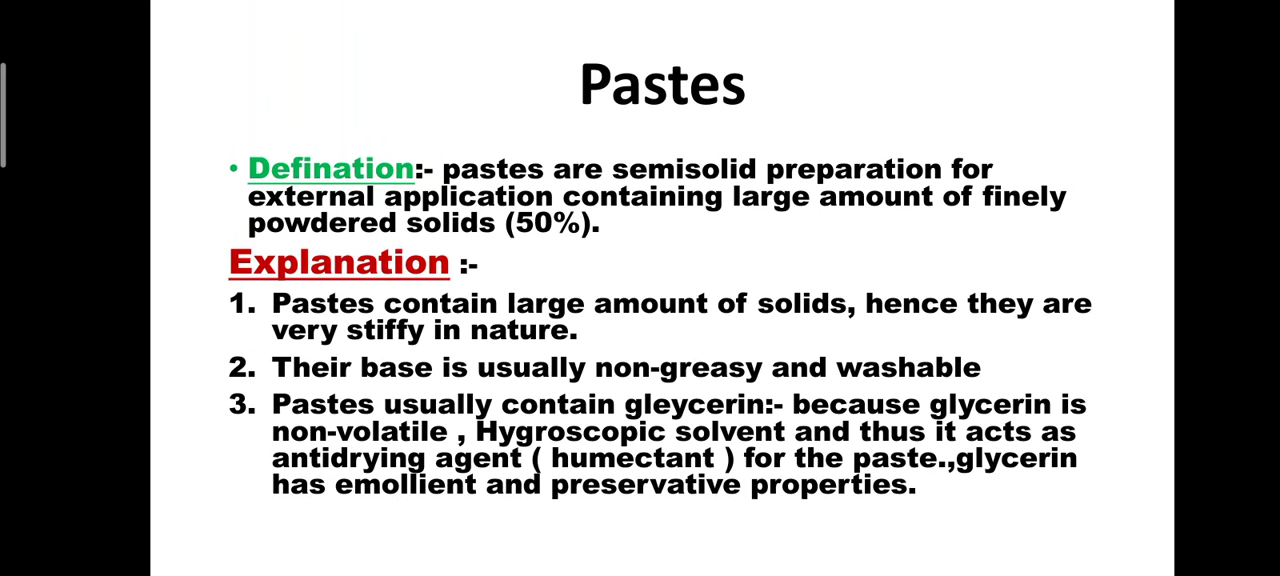 Pastes
• Defination:- pastes are semisolid preparation for
external application containing large amount of finely
powdered solids (50%).
Explanation :-
1. Pastes contain large amount of solids, hence they are
very stiffy in nature.
2. Their base is usually non-greasy and washable
3. Pastes usually contain gleycerin:- because glycerin is
non-volatile , Hygroscopic solvent and thus it acts as
antidrying agent ( humectant ) for the paste.,glycerin
has emollient and preservative properties.